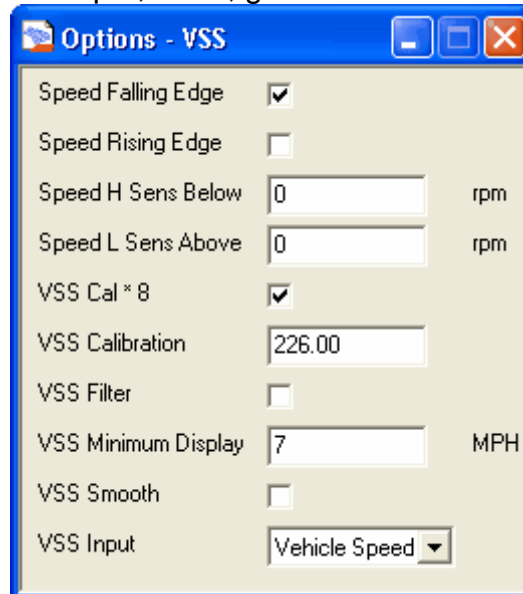 Options - VSS
Speed Falling Edge
Speed Rising Edge
Speed H Sens Below 0 rpm
Speed L Sens Above 0 rpm
VSS Cal * 8
VSS Calibration 226.00
VSS Filter
VSS Minimum Display 7 MPH
VSS Smooth
VSS Input Vehicle Speed